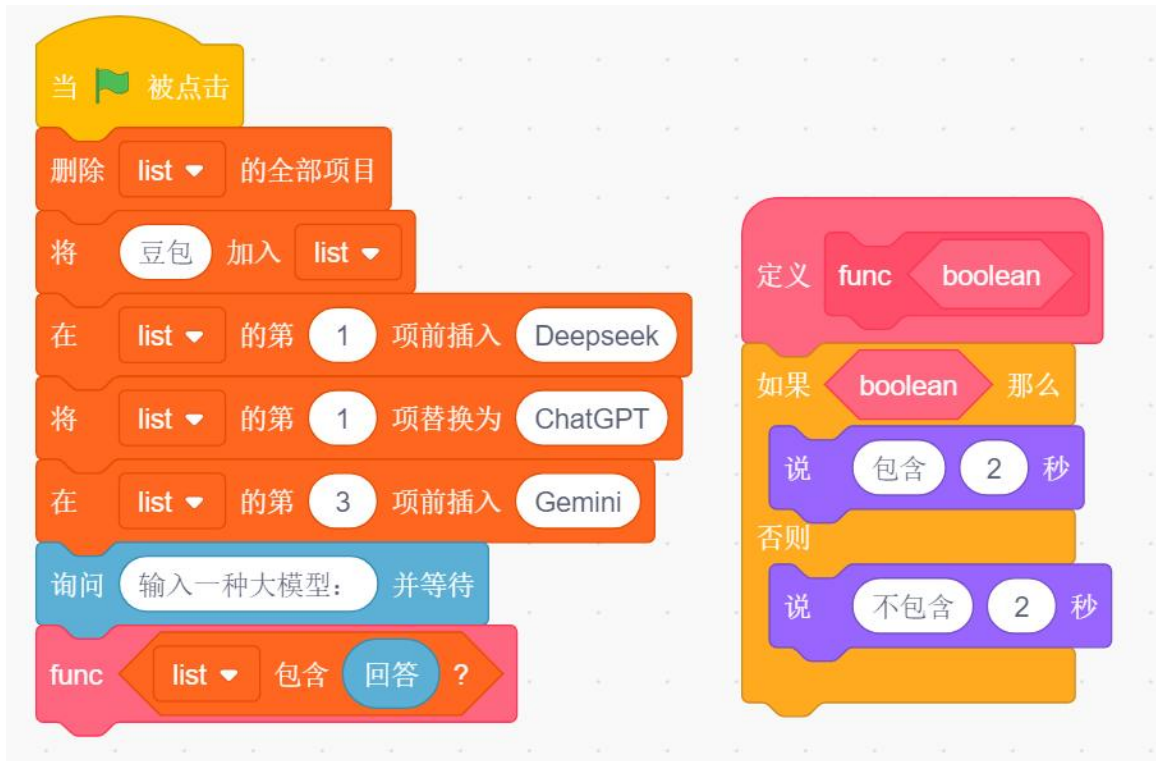 当 被点击
删除 list 的全部项目
将 豆包 加入 list
在 list 的第 1 项前插入 Deepseek
将 list 的第 1 项替换为 ChatGPT
在 list 的第 3 项前插入 Gemini
询问 输入一种大模型： 并等待
func list 包含 回答 ?
定义 func boolean
如果 boolean 那么
说 包含 2 秒
否则
说 不包含 2 秒